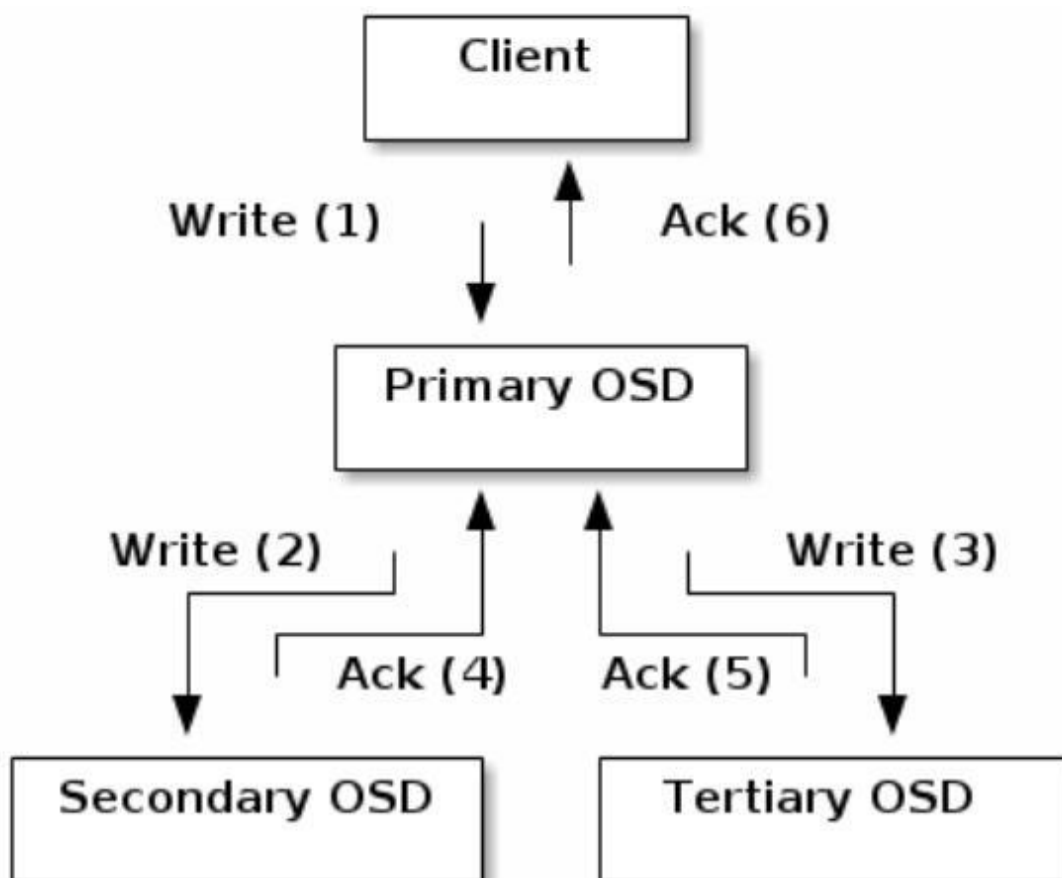 Client
Write (1)
Ack (6)
Primary OSD
Write (2)
Write (3)
Ack (4)
Ack (5)
Secondary OSD
Tertiary OSD